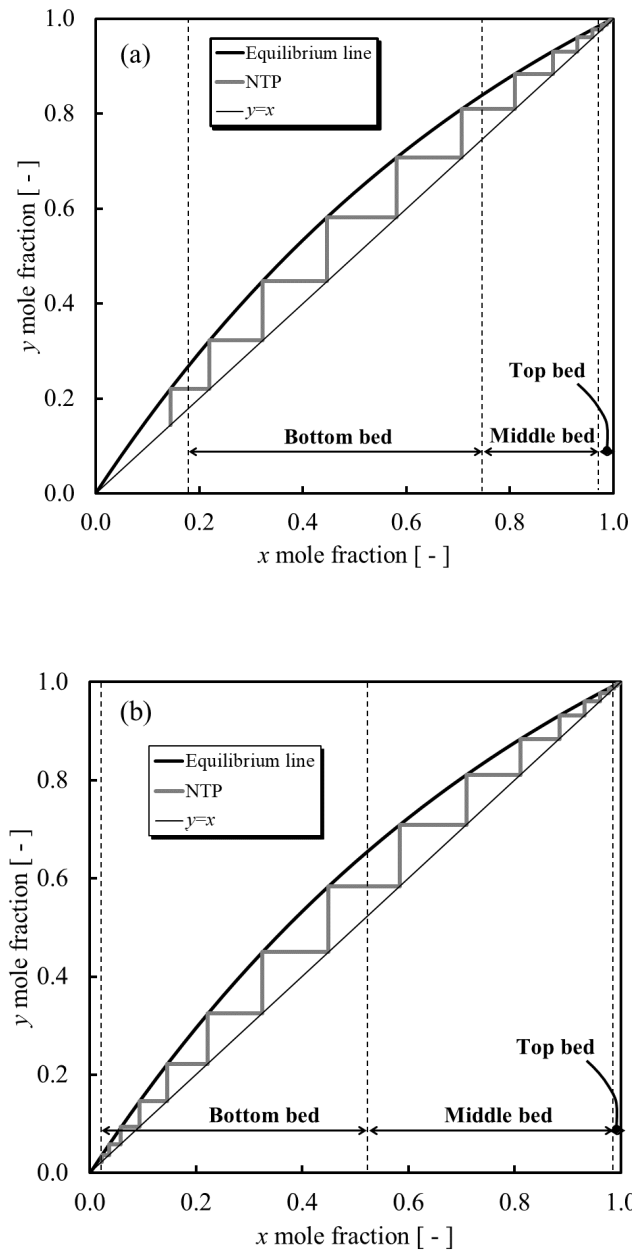 1.0
(a)
Equilibrium line
NTP
y=x
0.8
0.6
0.4
0.2
0.0
y mole fraction [ - ]
Top bed
Bottom bed
Middle bed
0.0 0.2 0.4 0.6 0.8 1.0
x mole fraction [ - ]
1.0
(b)
Equilibrium line
NTP
y=x
0.8
0.6
0.4
0.2
0.0
y mole fraction [ - ]
Top bed
Bottom bed
Middle bed
0.0 0.2 0.4 0.6 0.8 1.0
x mole fraction [ - ]